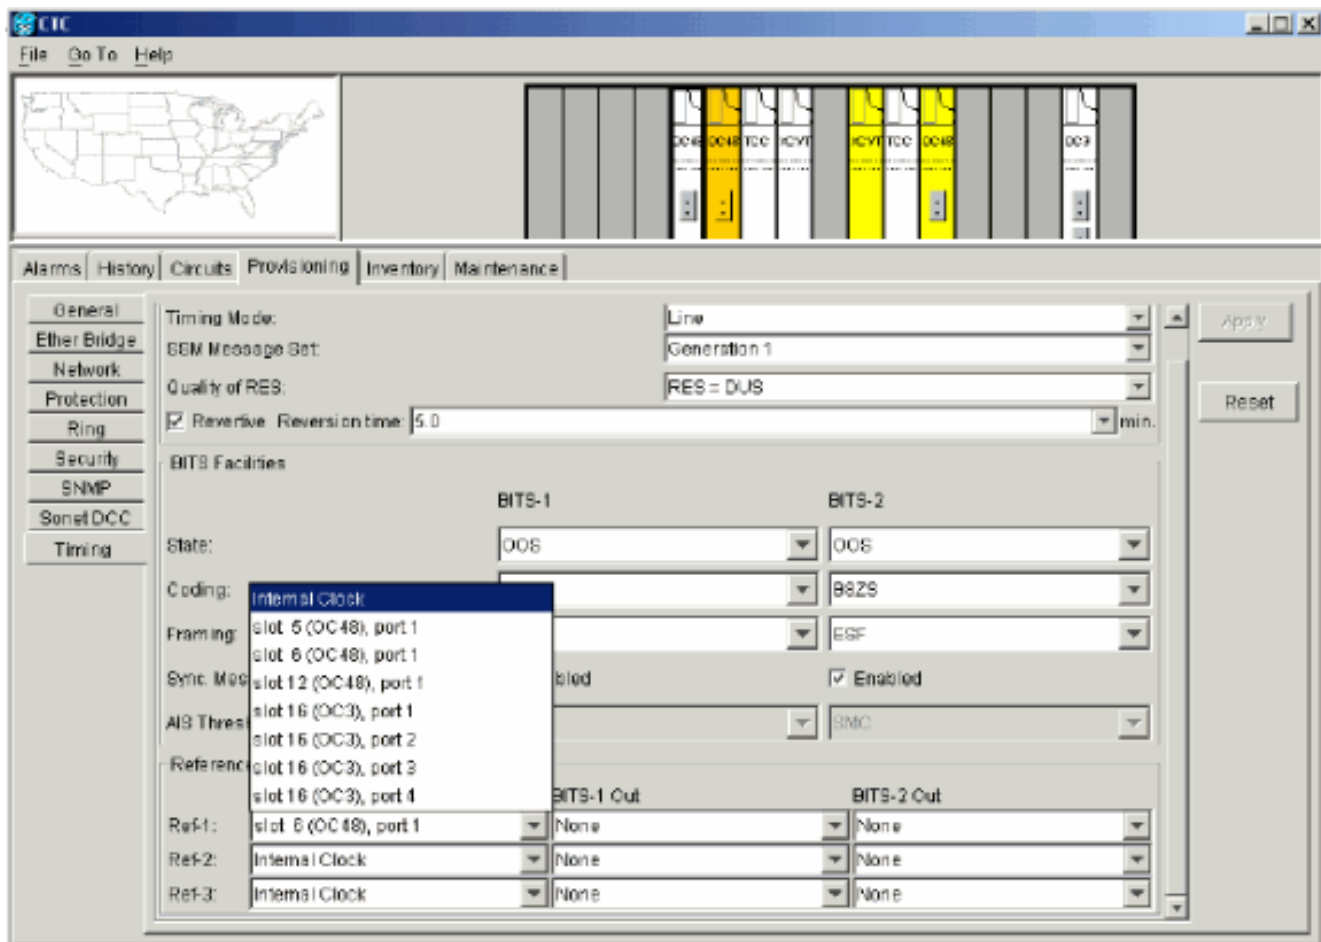 CTC
File Go To Help
OC48 OC48 TCC XCVT XCVT TCC OC48 OC3
Alarms History Circuits Provisioning Inventory Maintenance
General
Ether Bridge
Network
Protection
Ring
Security
SNMP
Sonet DCC
Timing
Timing Mode: Line
SSM Message Set: Generation 1
Quality of RES: RES = DUS
Revertive Reversion time: 5.0 min.
Apply
Reset
BITS Facilities
BITS-1 BITS-2
State: OOS OOS
Coding: B8ZS
Framing: ESF
Sync. Mes bled Enabled
AIS Thres SMC
Internal Clock
slot 5 (OC48), port 1
slot 6 (OC48), port 1
slot 12 (OC48), port 1
slot 16 (OC3), port 1
slot 16 (OC3), port 2
slot 16 (OC3), port 3
slot 16 (OC3), port 4
Referenc
BITS-1 Out BITS-2 Out
Ref-1: slot 6 (OC48), port 1 None None
Ref-2: Internal Clock None None
Ref-3: Internal Clock None None